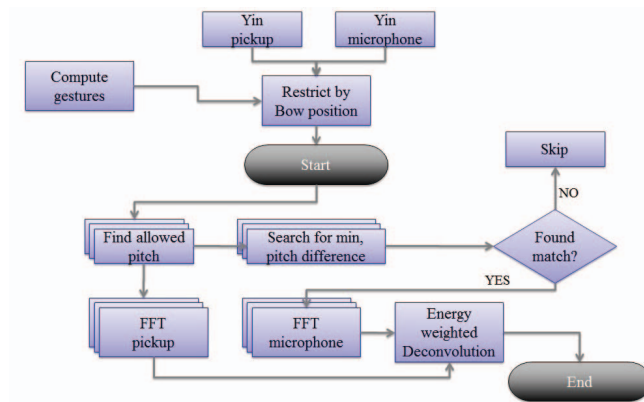 Yin
pickup
Yin
microphone
Compute
gestures
Restrict by
Bow position
Start
Skip
NO
Find allowed
pitch
Search for min,
pitch difference
Found
match?
YES
FFT
pickup
FFT
microphone
Energy
weighted
Deconvolution
End